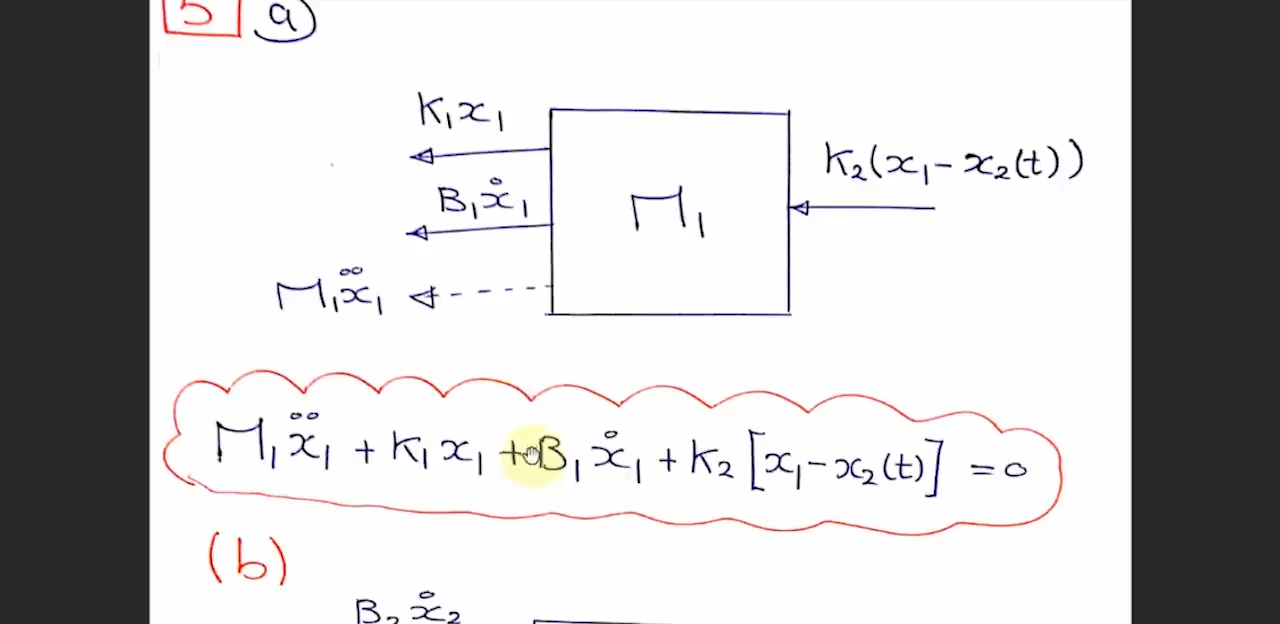 5 a
K₁x₁
K₂(x₁-x₂(t))
B₁ẋ₁
M₁
M₁ẍ₁
M₁ẍ₁ + K₁x₁ + B₁ẋ₁ + K₂[x₁-x₂(t)] = 0
(b)
B₂ẋ₂